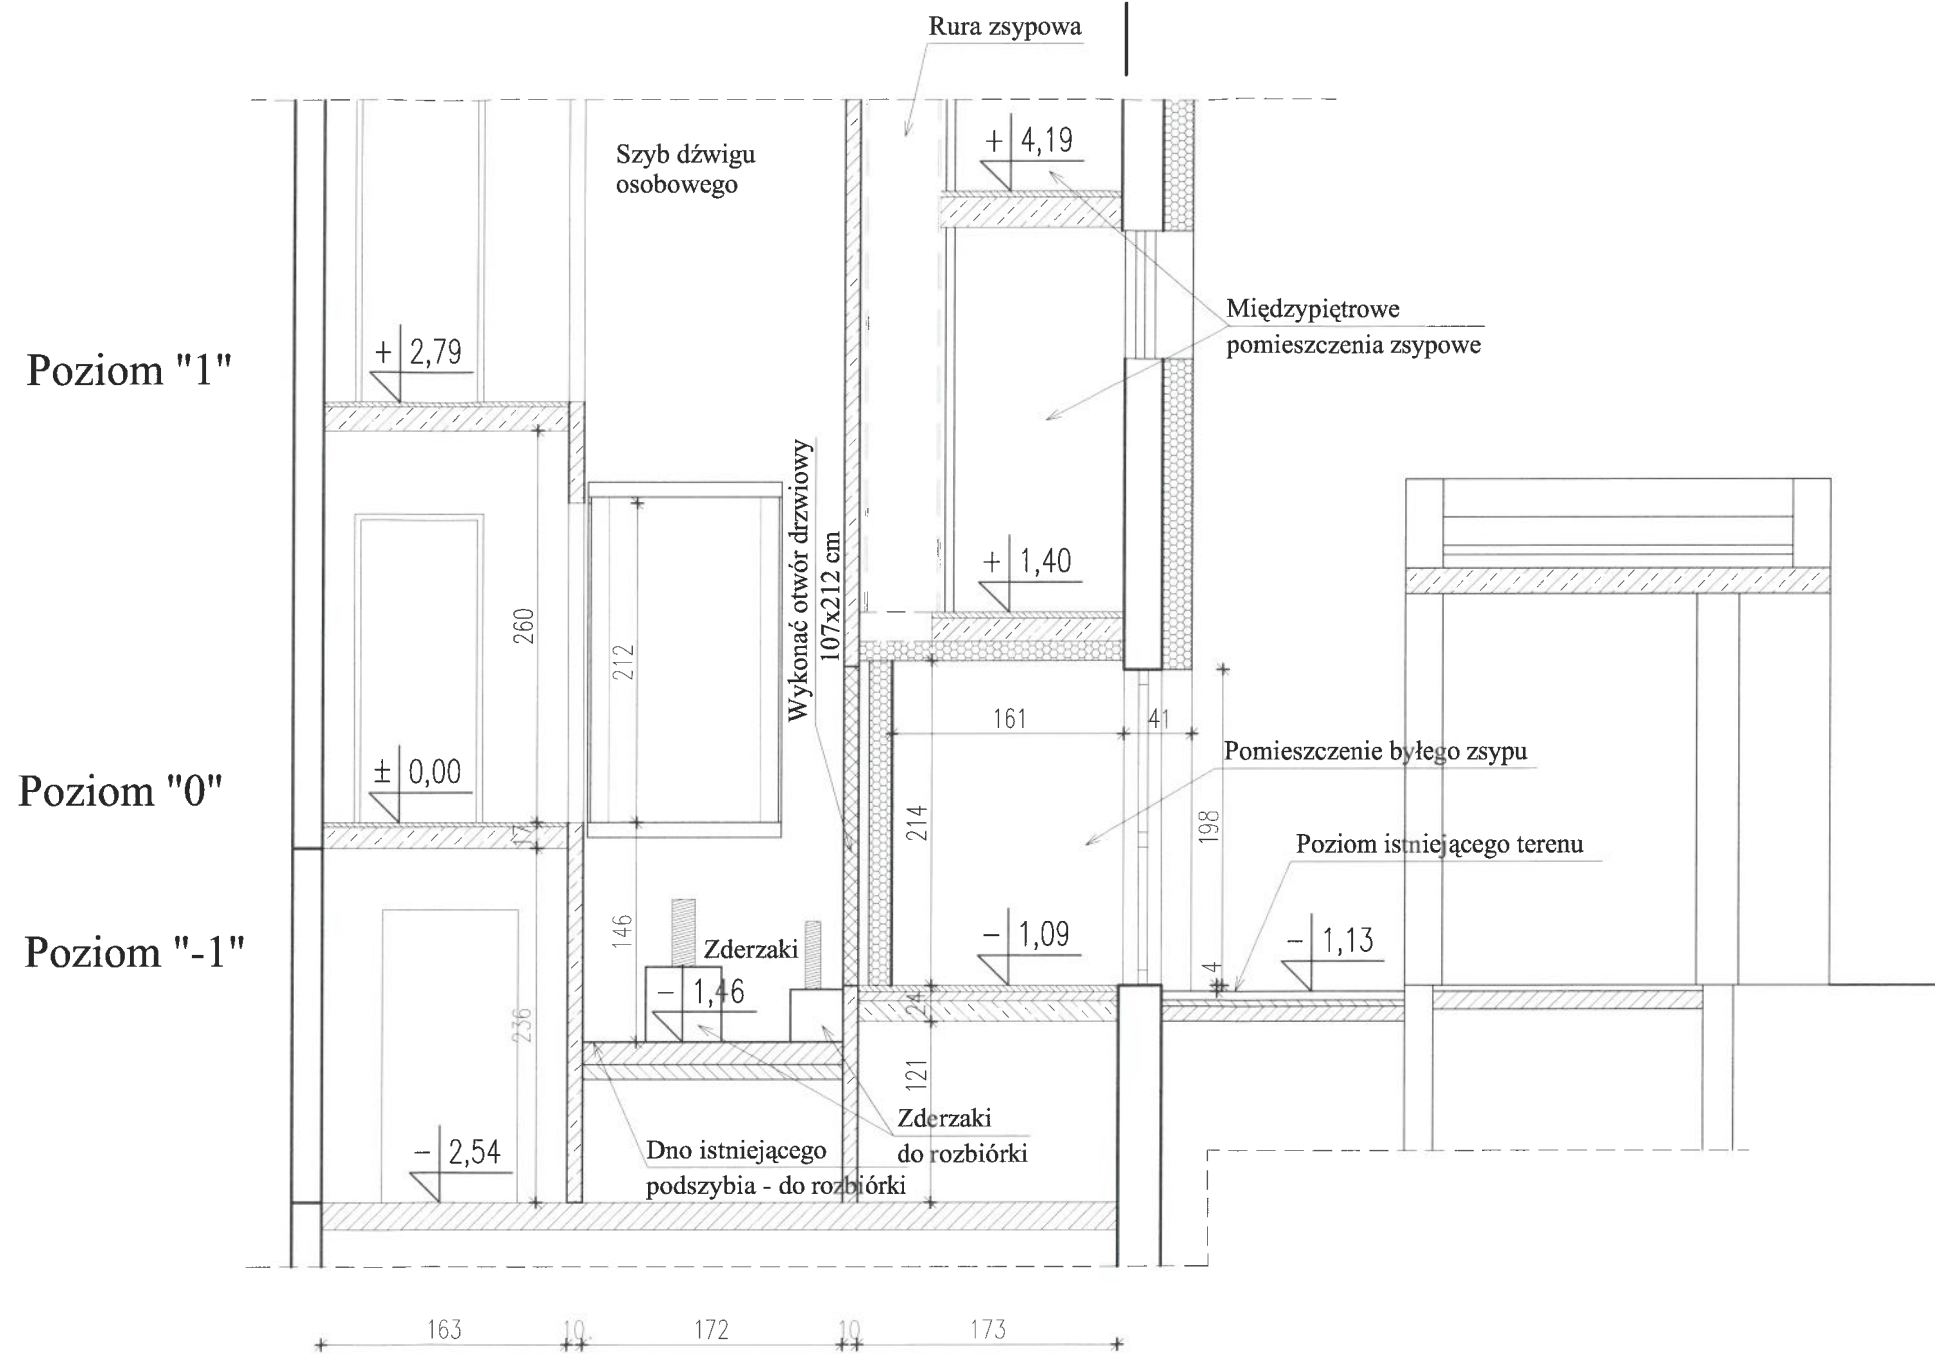 Rura zsypowa
Szyb dźwigu
osobowego
+ 4,19
Międzypiętrowe
pomieszczenia zsypowe
Poziom "1"
+ 2,79
Wykonać otwór drzwiowy
107x212 cm
+ 1,40
260
212
161
41
Pomieszczenie byłego zsypu
Poziom "0"
± 0,00
17
214
198
Poziom istniejącego terenu
Poziom "-1"
146
Zderzaki
- 1,09
- 1,13
4
- 1,46
24
236
121
Zderzaki
do rozbiórki
Dno istniejącego
podszybia - do rozbiórki
- 2,54
163
10
172
10
173